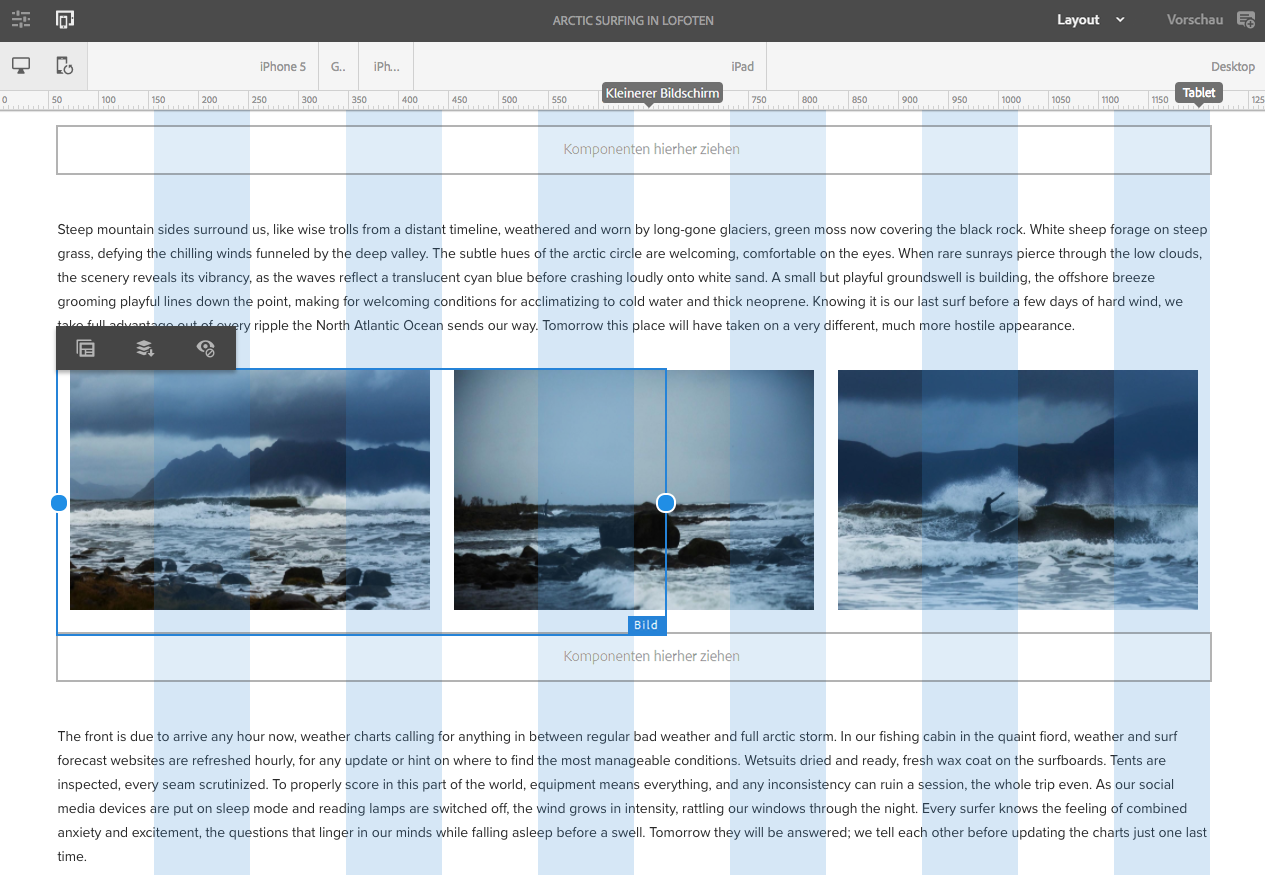 ARCTIC SURFING IN LOFOTEN
Layout
Vorschau
iPhone 5
G..
iPh...
iPad
Desktop
Kleinerer Bildschirm
Tablet
0 50 100 150 200 250 300 350 400 450 500 550 750 800 850 900 950 1000 1050 1100 1150 125
Komponenten hierher ziehen
Steep mountain sides surround us, like wise trolls from a distant timeline, weathered and worn by long-gone glaciers, green moss now covering the black rock. White sheep forage on steep
grass, defying the chilling winds funneled by the deep valley. The subtle hues of the arctic circle are welcoming, comfortable on the eyes. When rare sunrays pierce through the low clouds,
the scenery reveals its vibrancy, as the waves reflect a translucent cyan blue before crashing loudly onto white sand. A small but playful groundswell is building, the offshore breeze
grooming playful lines down the point, making for welcoming conditions for acclimatizing to cold water and thick neoprene. Knowing it is our last surf before a few days of hard wind, we
take full advantage out of every ripple the North Atlantic Ocean sends our way. Tomorrow this place will have taken on a very different, much more hostile appearance.
Bild
Komponenten hierher ziehen
The front is due to arrive any hour now, weather charts calling for anything in between regular bad weather and full arctic storm. In our fishing cabin in the quaint fiord, weather and surf
forecast websites are refreshed hourly, for any update or hint on where to find the most manageable conditions. Wetsuits dried and ready, fresh wax coat on the surfboards. Tents are
inspected, every seam scrutinized. To properly score in this part of the world, equipment means everything, and any inconsistency can ruin a session, the whole trip even. As our social
media devices are put on sleep mode and reading lamps are switched off, the wind grows in intensity, rattling our windows through the night. Every surfer knows the feeling of combined
anxiety and excitement, the questions that linger in our minds while falling asleep before a swell. Tomorrow they will be answered; we tell each other before updating the charts just one last
time.